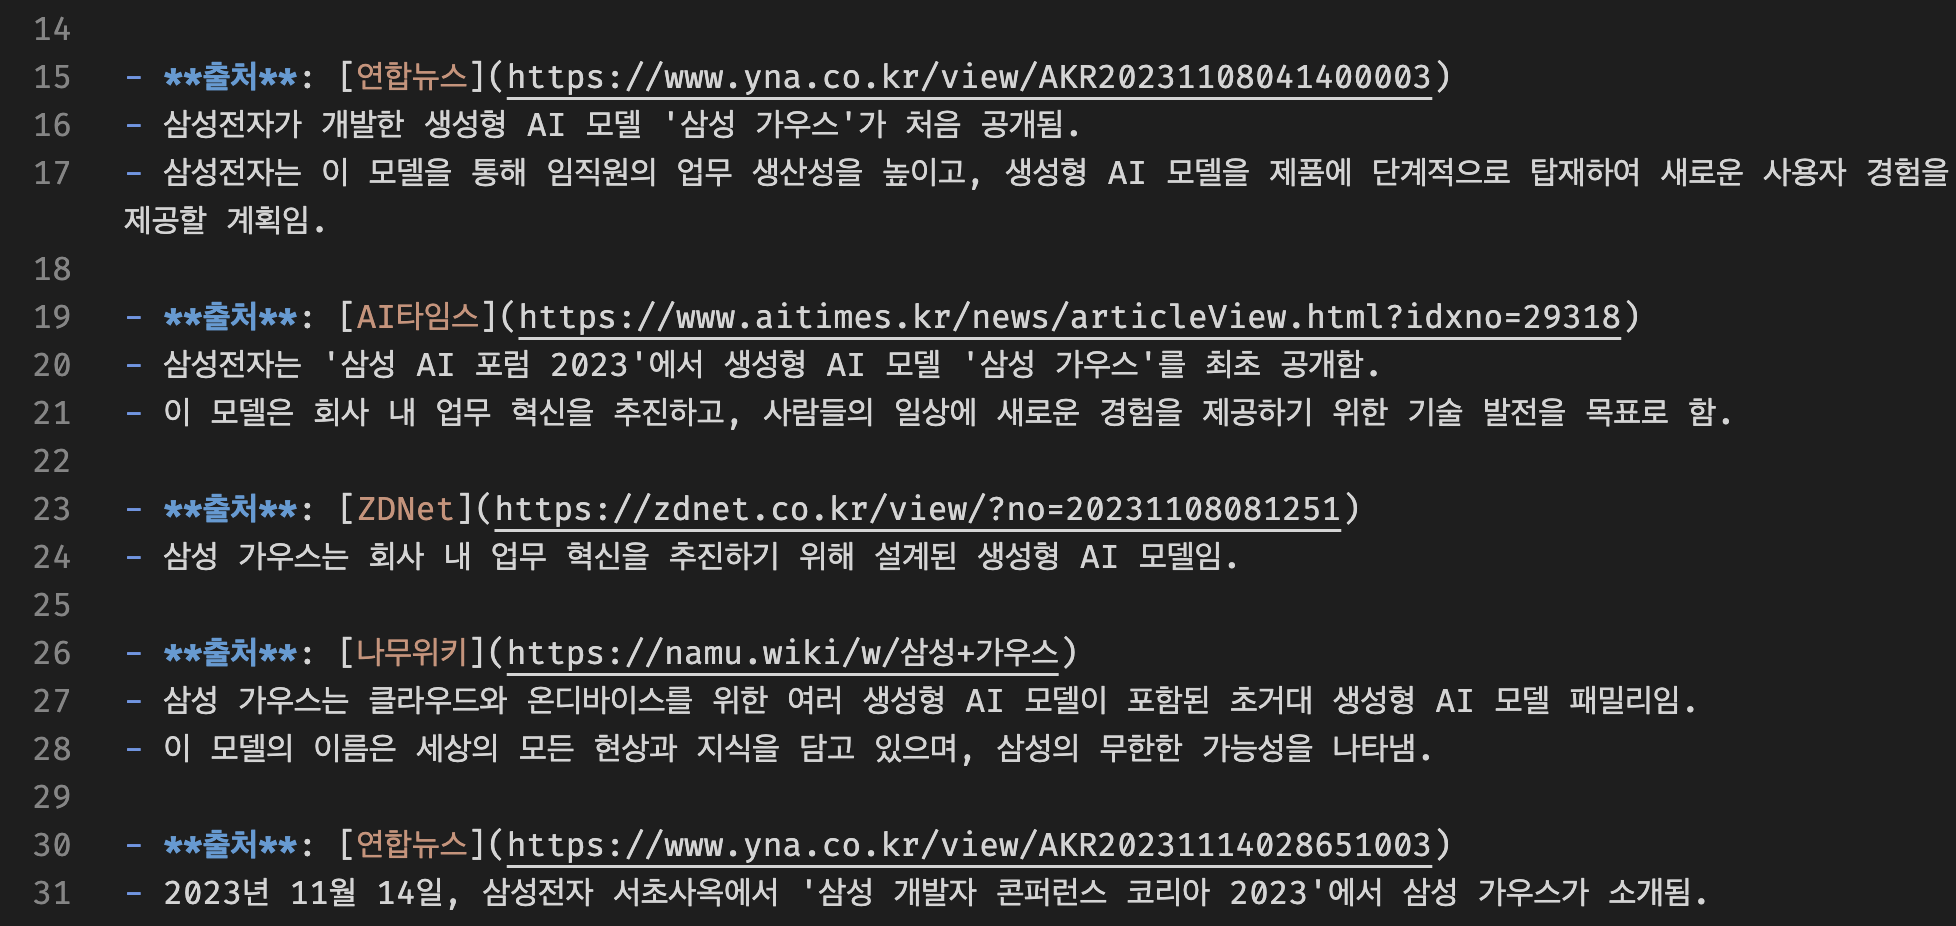 14
15 - **출처**: [연합뉴스](https://www.yna.co.kr/view/AKR20231108041400003)
16 - 삼성전자가 개발한 생성형 AI 모델 '삼성 가우스'가 처음 공개됨.
17 - 삼성전자는 이 모델을 통해 임직원의 업무 생산성을 높이고, 생성형 AI 모델을 제품에 단계적으로 탑재하여 새로운 사용자 경험을
제공할 계획임.
18
19 - **출처**: [AI타임스](https://www.aitimes.kr/news/articleView.html?idxno=29318)
20 - 삼성전자는 '삼성 AI 포럼 2023'에서 생성형 AI 모델 '삼성 가우스'를 최초 공개함.
21 - 이 모델은 회사 내 업무 혁신을 추진하고, 사람들의 일상에 새로운 경험을 제공하기 위한 기술 발전을 목표로 함.
22
23 - **출처**: [ZDNet](https://zdnet.co.kr/view/?no=20231108081251)
24 - 삼성 가우스는 회사 내 업무 혁신을 추진하기 위해 설계된 생성형 AI 모델임.
25
26 - **출처**: [나무위키](https://namu.wiki/w/삼성+가우스)
27 - 삼성 가우스는 클라우드와 온디바이스를 위한 여러 생성형 AI 모델이 포함된 초거대 생성형 AI 모델 패밀리임.
28 - 이 모델의 이름은 세상의 모든 현상과 지식을 담고 있으며, 삼성의 무한한 가능성을 나타냄.
29
30 - **출처**: [연합뉴스](https://www.yna.co.kr/view/AKR20231114028651003)
31 - 2023년 11월 14일, 삼성전자 서초사옥에서 '삼성 개발자 콘퍼런스 코리아 2023'에서 삼성 가우스가 소개됨.